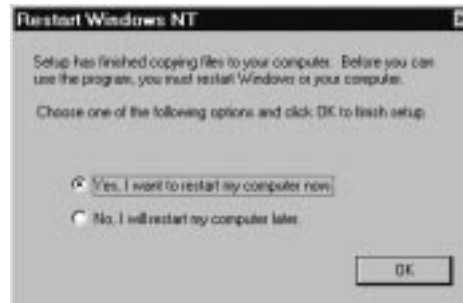 Restart Windows NT
Setup has finished copying files to your computer. Before you can
use the program, you must restart Windows or your computer.
Choose one of the following options and click OK to finish setup.
Yes, I want to restart my computer now.
No, I will restart my computer later.
OK